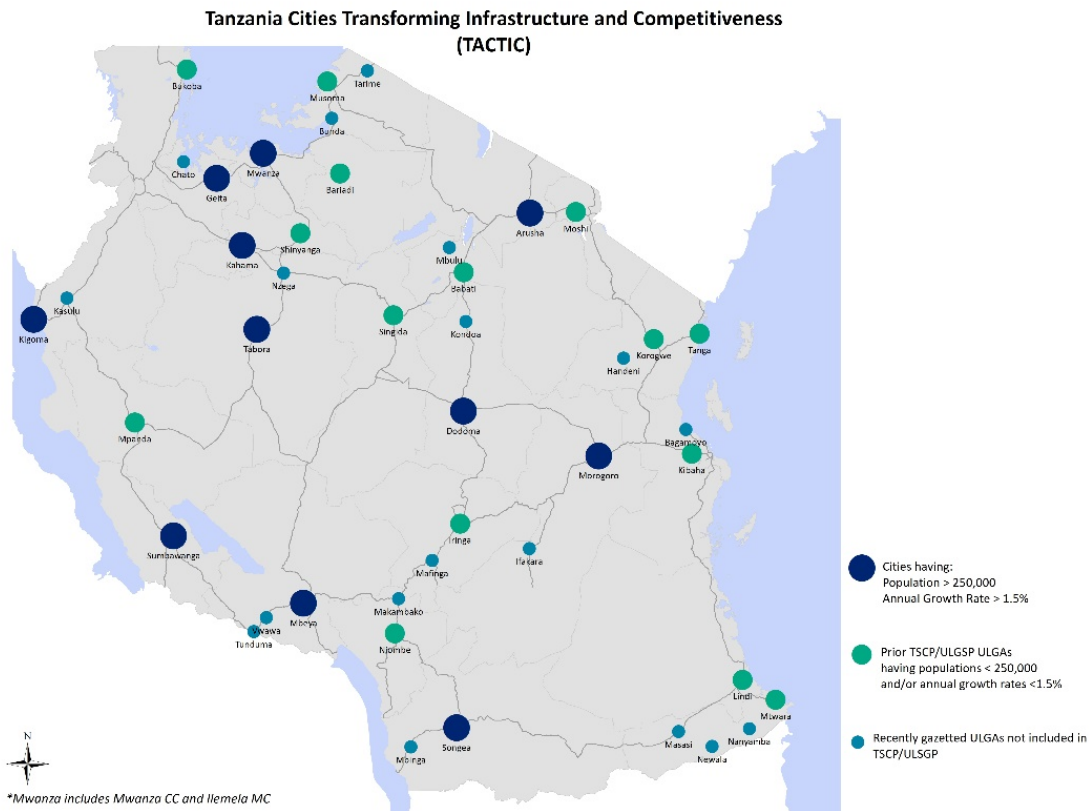 Tanzania Cities Transforming Infrastructure and Competitiveness
(TACTIC)
Bukoba
Musoma
Tarime
Bunda
Chato
Geita
Mwanza
Bariadi
Arusha
Moshi
Shinyanga
Kahama
Mbulu
Nzega
Babati
Kasulu
Kigoma
Singida
Kondoa
Tabora
Korogwe
Tanga
Handeni
Dodoma
Mpanda
Bagamoyo
Morogoro
Kibaha
Iringa
Sumbawanga
Ifakara
Mafinga
Makambako
Mbeya
Vwawa
Tunduma
Njombe
Lindi
Mtwara
Songea
Masasi
Nanyamba
Newala
Mbinga
Cities having:
Population > 250,000
Annual Growth Rate > 1.5%
Prior TSCP/ULGSP ULGAs
having populations < 250,000
and/or annual growth rates <1.5%
Recently gazetted ULGAs not included in
TSCP/ULSGP
N
*Mwanza includes Mwanza CC and Ilemela MC